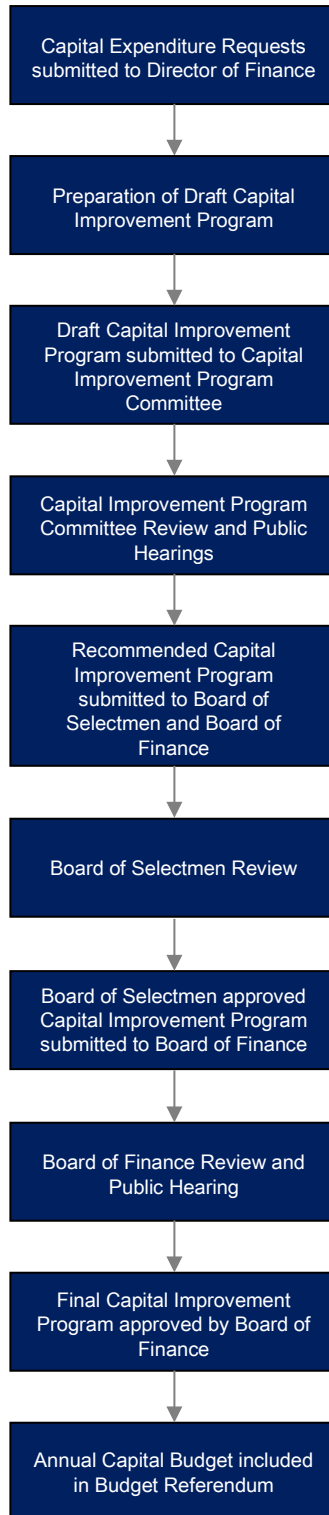 Capital Expenditure Requests
submitted to Director of Finance
Preparation of Draft Capital
Improvement Program
Draft Capital Improvement
Program submitted to Capital
Improvement Program
Committee
Capital Improvement Program
Committee Review and Public
Hearings
Recommended Capital
Improvement Program
submitted to Board of
Selectmen and Board of
Finance
Board of Selectmen Review
Board of Selectmen approved
Capital Improvement Program
submitted to Board of Finance
Board of Finance Review and
Public Hearing
Final Capital Improvement
Program approved by Board of
Finance
Annual Capital Budget included
in Budget Referendum